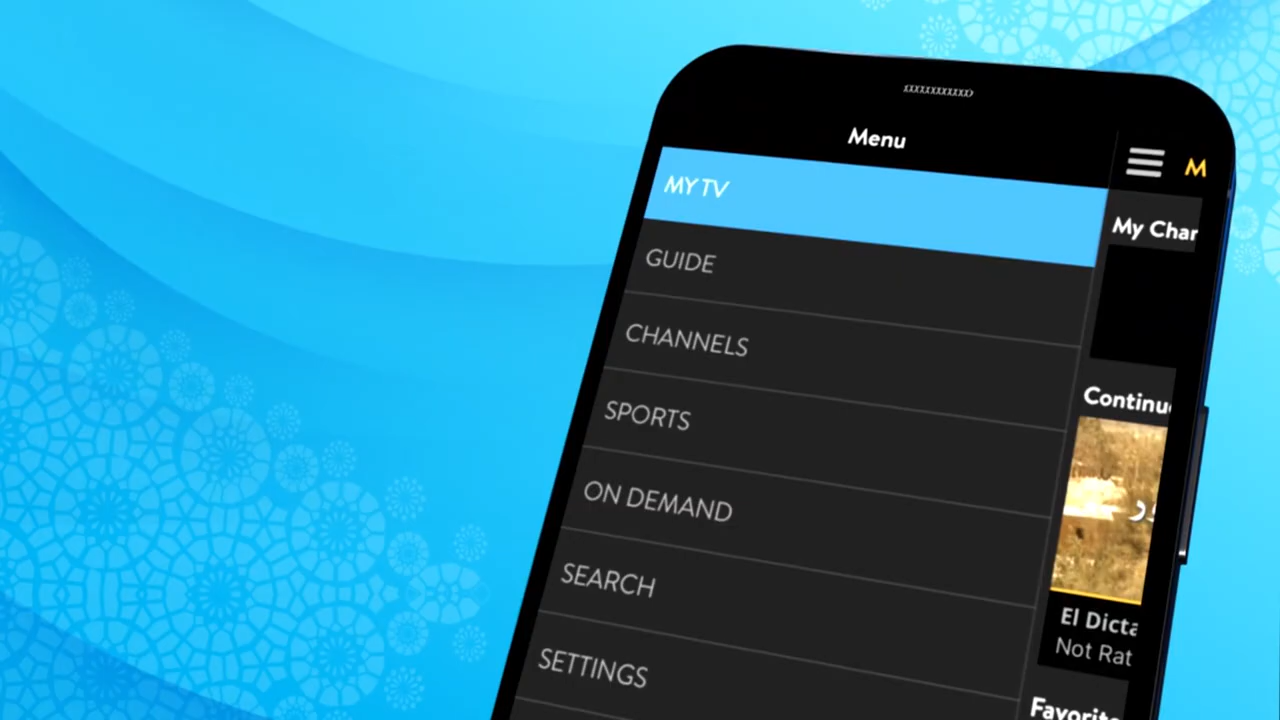 Menu
M
MY TV
My Char
GUIDE
CHANNELS
Continu
SPORTS
ON DEMAND
SEARCH
El Dicta
Not Rat
SETTINGS
Favorite